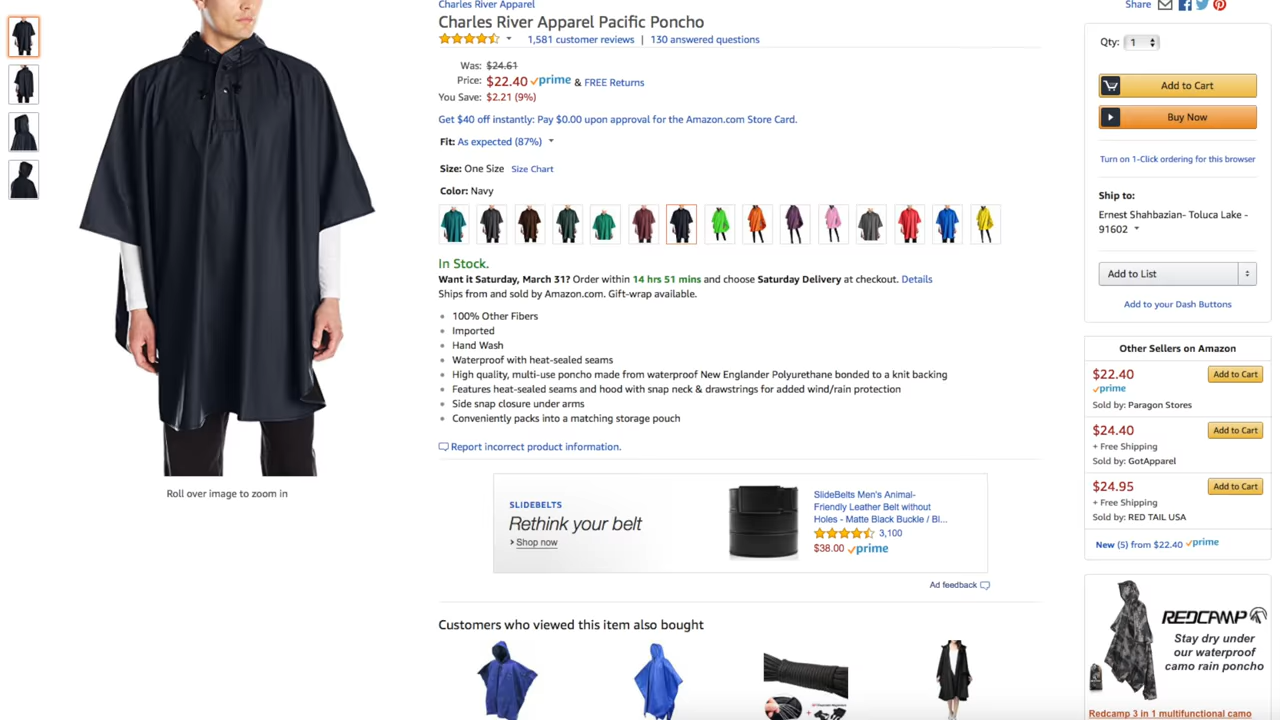 Charles River Apparel
Charles River Apparel Pacific Poncho
1,581 customer reviews | 130 answered questions
Was: $24.61
Price: $22.40 prime & FREE Returns
You Save: $2.21 (9%)
Get $40 off instantly: Pay $0.00 upon approval for the Amazon.com Store Card.
Fit: As expected (87%)
Size: One Size Size Chart
Color: Navy
In Stock.
Want it Saturday, March 31? Order within 14 hrs 51 mins and choose Saturday Delivery at checkout. Details
Ships from and sold by Amazon.com. Gift-wrap available.
100% Other Fibers
Imported
Hand Wash
Waterproof with heat-sealed seams
High quality, multi-use poncho made from waterproof New Englander Polyurethane bonded to a knit backing
Features heat-sealed seams and hood with snap neck & drawstrings for added wind/rain protection
Side snap closure under arms
Conveniently packs into a matching storage pouch
Report incorrect product information.
Roll over image to zoom in
SLIDEBELTS
Rethink your belt
Shop now
SlideBelts Men's Animal-
Friendly Leather Belt without
Holes - Matte Black Buckle / Bl...
3,100
$38.00 prime
Ad feedback
Customers who viewed this item also bought
Share
Qty: 1
Add to Cart
Buy Now
Turn on 1-Click ordering for this browser
Ship to:
Ernest Shahbazian- Toluca Lake -
91602
Add to List
Add to your Dash Buttons
Other Sellers on Amazon
$22.40 Add to Cart
prime
Sold by: Paragon Stores
$24.40 Add to Cart
+ Free Shipping
Sold by: GotApparel
$24.95 Add to Cart
+ Free Shipping
Sold by: RED TAIL USA
New (5) from $22.40 prime
REDCAMP
Stay dry under
our waterproof
camo rain poncho
Redcamp 3 in 1 multifunctional camo